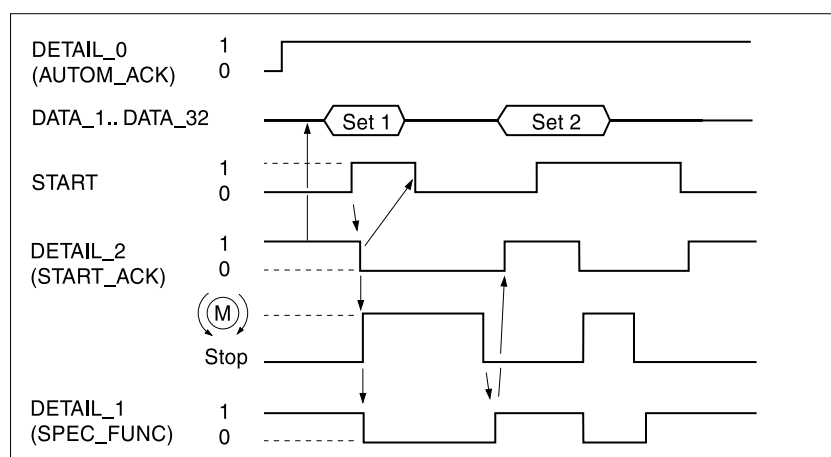 DETAIL_0 1
(AUTOM_ACK) 0
DATA_1.. DATA_32 Set 1 Set 2
START 1
0
DETAIL_2 1
(START_ACK) 0
M
Stop
DETAIL_1 1
(SPEC_FUNC) 0